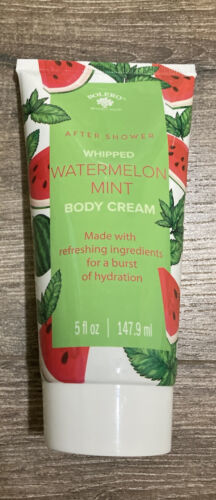 BOLERO
AFTER SHOWER
WHIPPED
WATERMELON
MINT
BODY CREAM
Made with
refreshing ingredients
for a burst
of hydration
5 fl oz | 147.9 ml